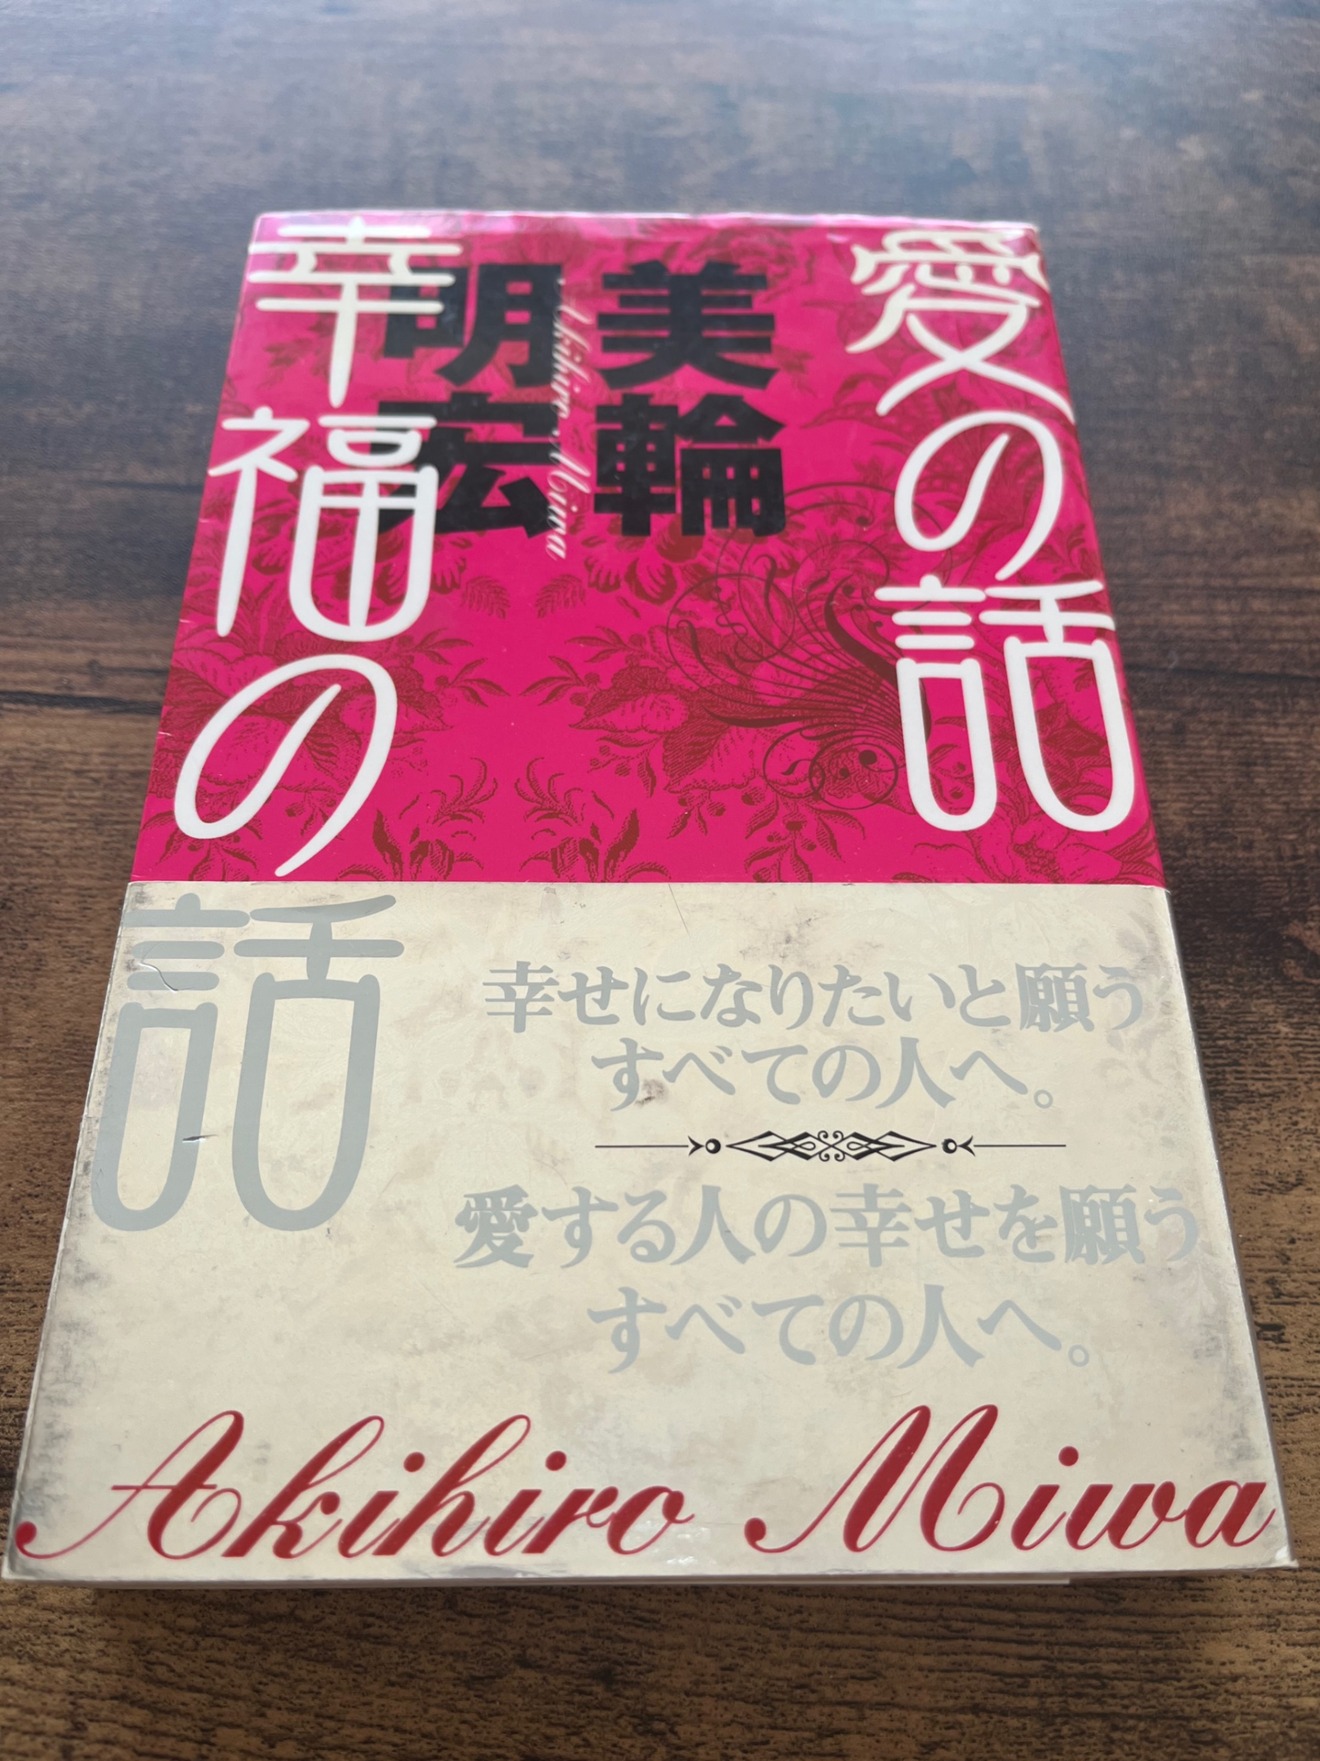 愛の話
幸福の話
美輪
明宏
Akihiro Miwa
幸せになりたいと願う
すべての人へ。
愛する人の幸せを願う
すべての人へ。
Akihiro Miwa